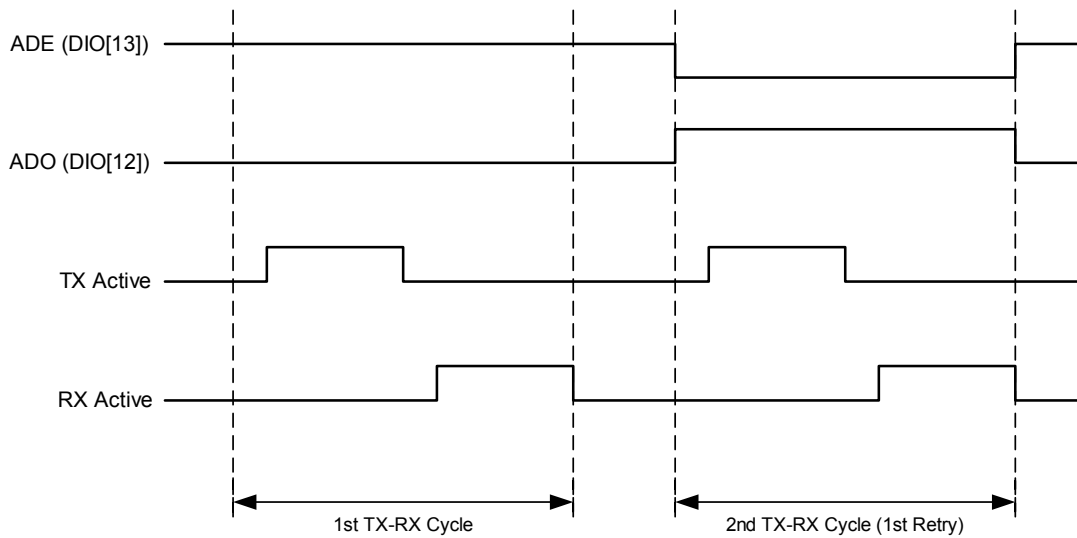 ADE (DIO[13])
ADO (DIO[12])
TX Active
RX Active
1st TX-RX Cycle
2nd TX-RX Cycle (1st Retry)